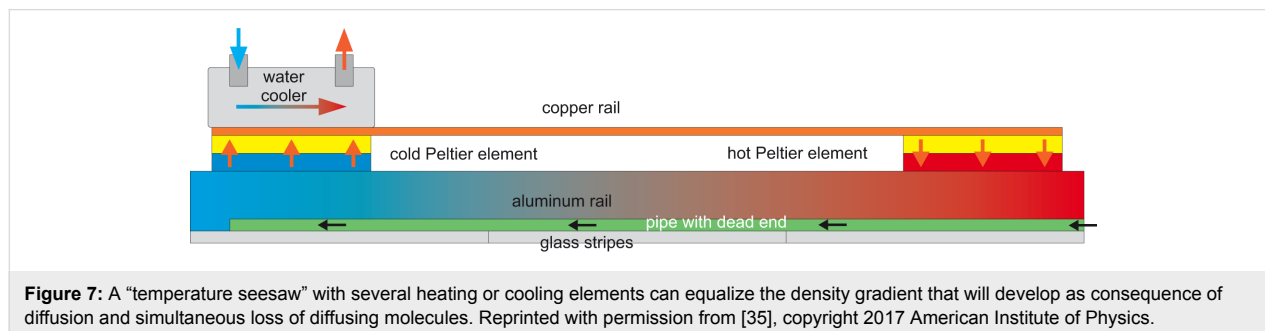 water
cooler
copper rail
cold Peltier element
hot Peltier element
aluminum rail
pipe with dead end
glass stripes
Figure 7: A “temperature seesaw” with several heating or cooling elements can equalize the density gradient that will develop as consequence of
diffusion and simultaneous loss of diffusing molecules. Reprinted with permission from [35], copyright 2017 American Institute of Physics.